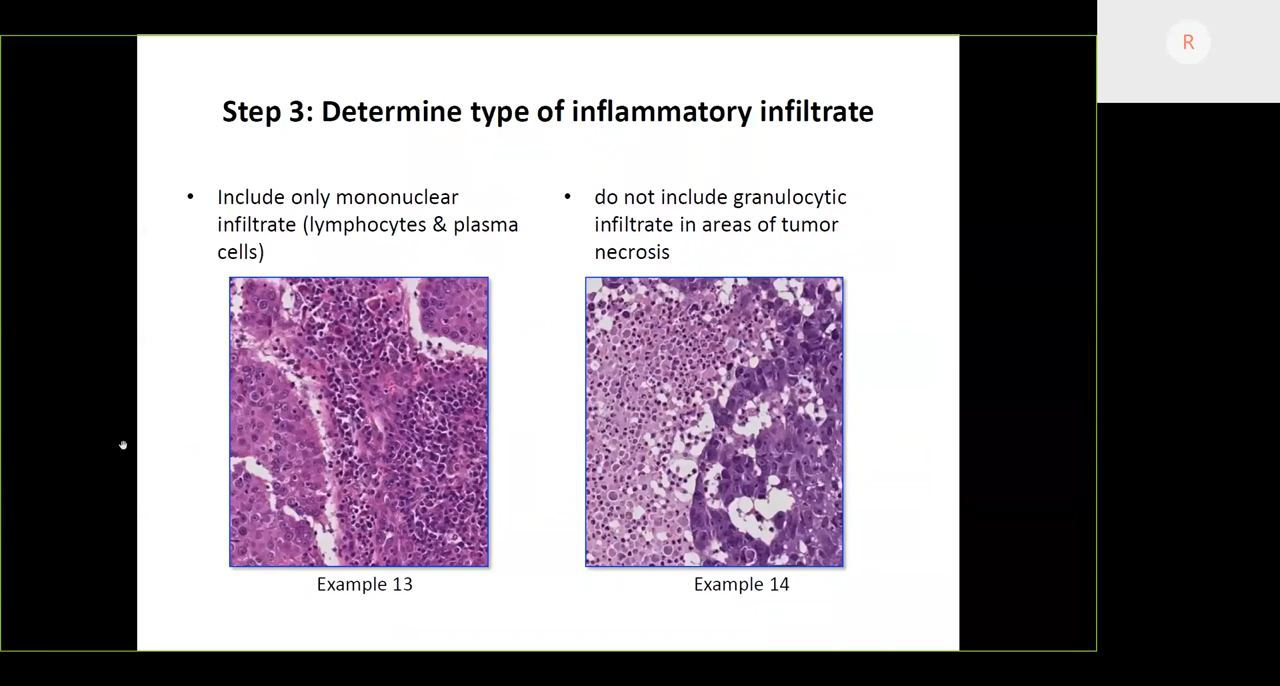 R
Step 3: Determine type of inflammatory infiltrate
• Include only mononuclear
infiltrate (lymphocytes & plasma
cells)
• do not include granulocytic
infiltrate in areas of tumor
necrosis
Example 13
Example 14